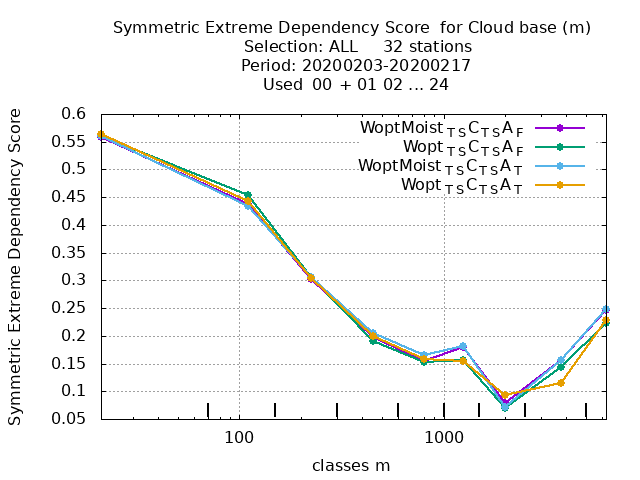 Symmetric Extreme Dependency Score  for Cloud base (m)
Selection: ALL     32 stations
Period: 20200203-20200217
Used  00 + 01 02 ... 24
Symmetric Extreme Dependency Score
0.6
0.55
0.5
0.45
0.4
0.35
0.3
0.25
0.2
0.15
0.1
0.05
WoptMoist TS C TS A F
Wopt TS C TS A F
WoptMoist TS C TS A T
Wopt TS C TS A T
100
1000
classes m